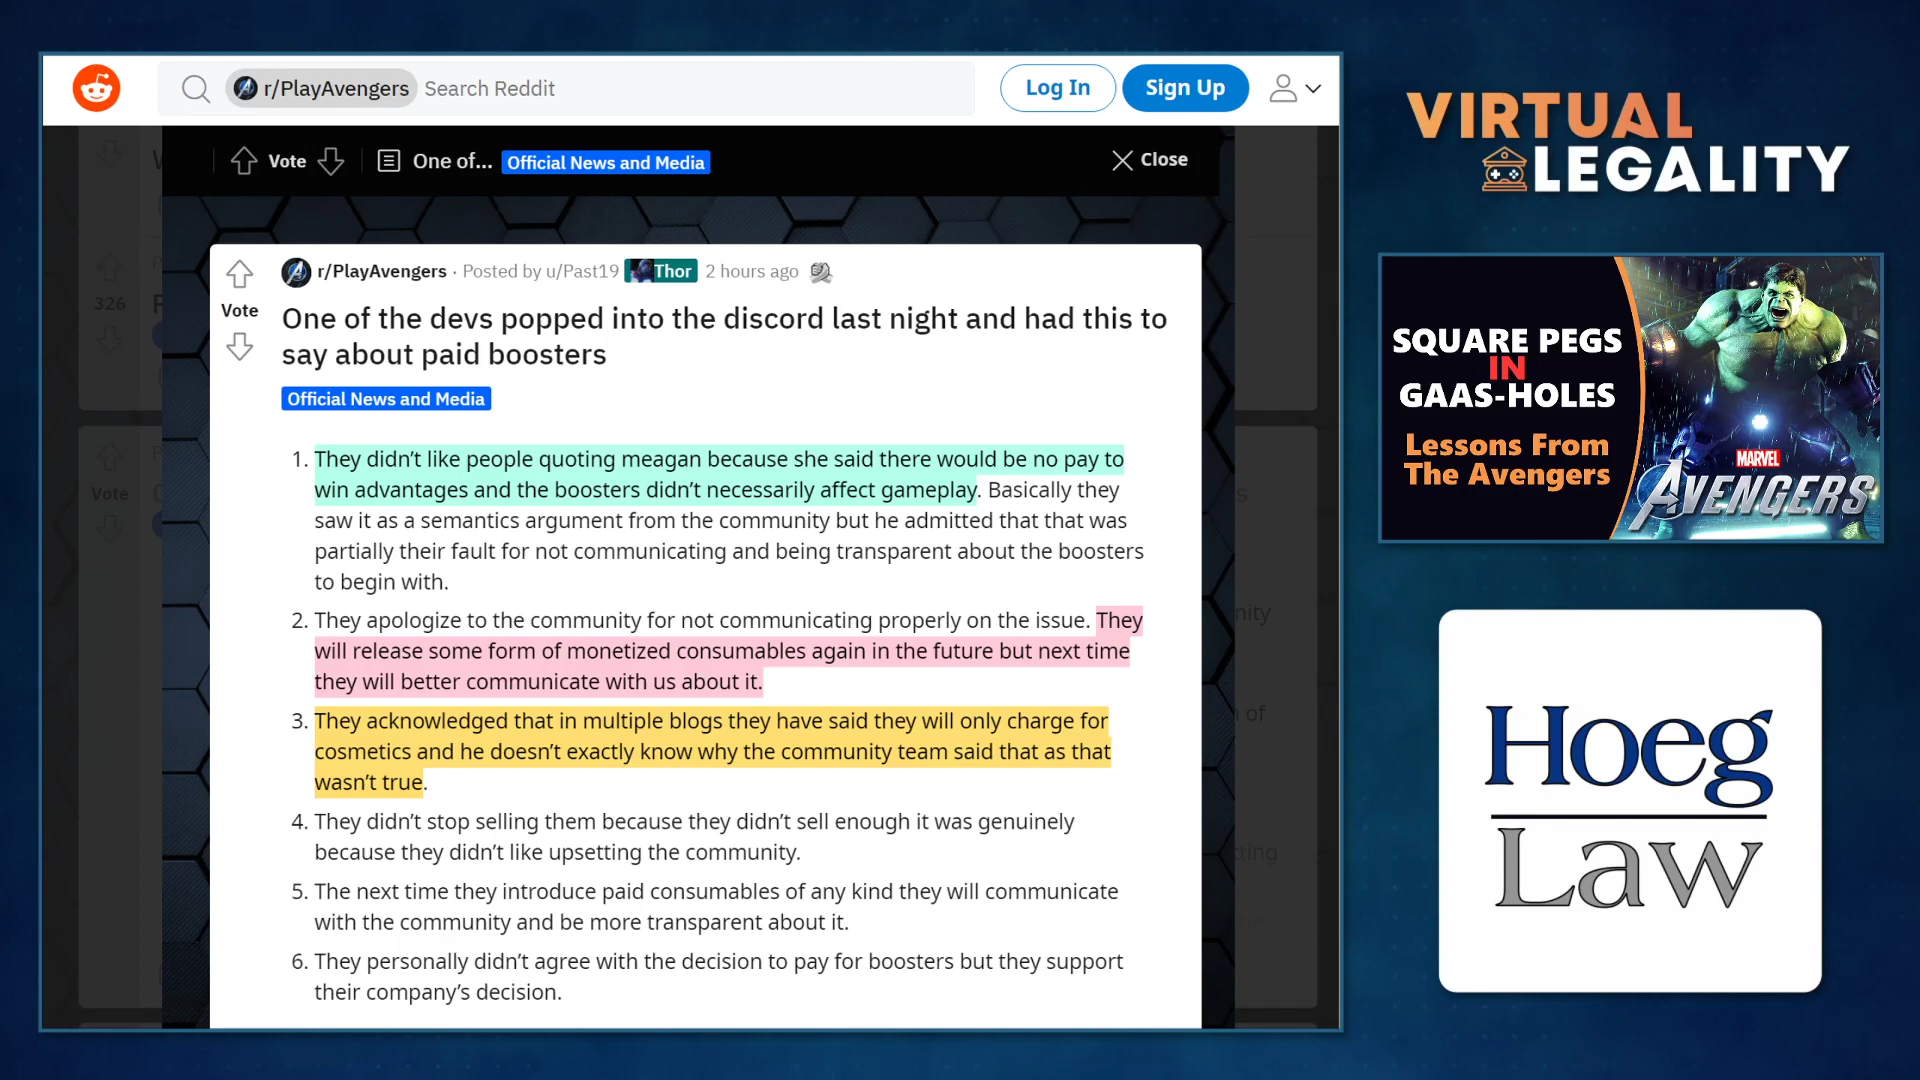 r/PlayAvengers Search Reddit
Log In
Sign Up
Vote
One of...
Official News and Media
Close
326
Vote
r/PlayAvengers · Posted by u/Past19 Thor 2 hours ago
Vote
One of the devs popped into the discord last night and had this to
say about paid boosters
Official News and Media
1. They didn’t like people quoting meagan because she said there would be no pay to
win advantages and the boosters didn’t necessarily affect gameplay. Basically they
saw it as a semantics argument from the community but he admitted that that was
partially their fault for not communicating and being transparent about the boosters
to begin with.
2. They apologize to the community for not communicating properly on the issue. They
will release some form of monetized consumables again in the future but next time
they will better communicate with us about it.
3. They acknowledged that in multiple blogs they have said they will only charge for
cosmetics and he doesn’t exactly know why the community team said that as that
wasn’t true.
4. They didn’t stop selling them because they didn’t sell enough it was genuinely
because they didn’t like upsetting the community.
5. The next time they introduce paid consumables of any kind they will communicate
with the community and be more transparent about it.
6. They personally didn’t agree with the decision to pay for boosters but they support
their company’s decision.
VIRTUAL
LEGALITY
SQUARE PEGS
IN
GAAS-HOLES
Lessons From
The Avengers
MARVEL
AVENGERS
Hoeg
Law